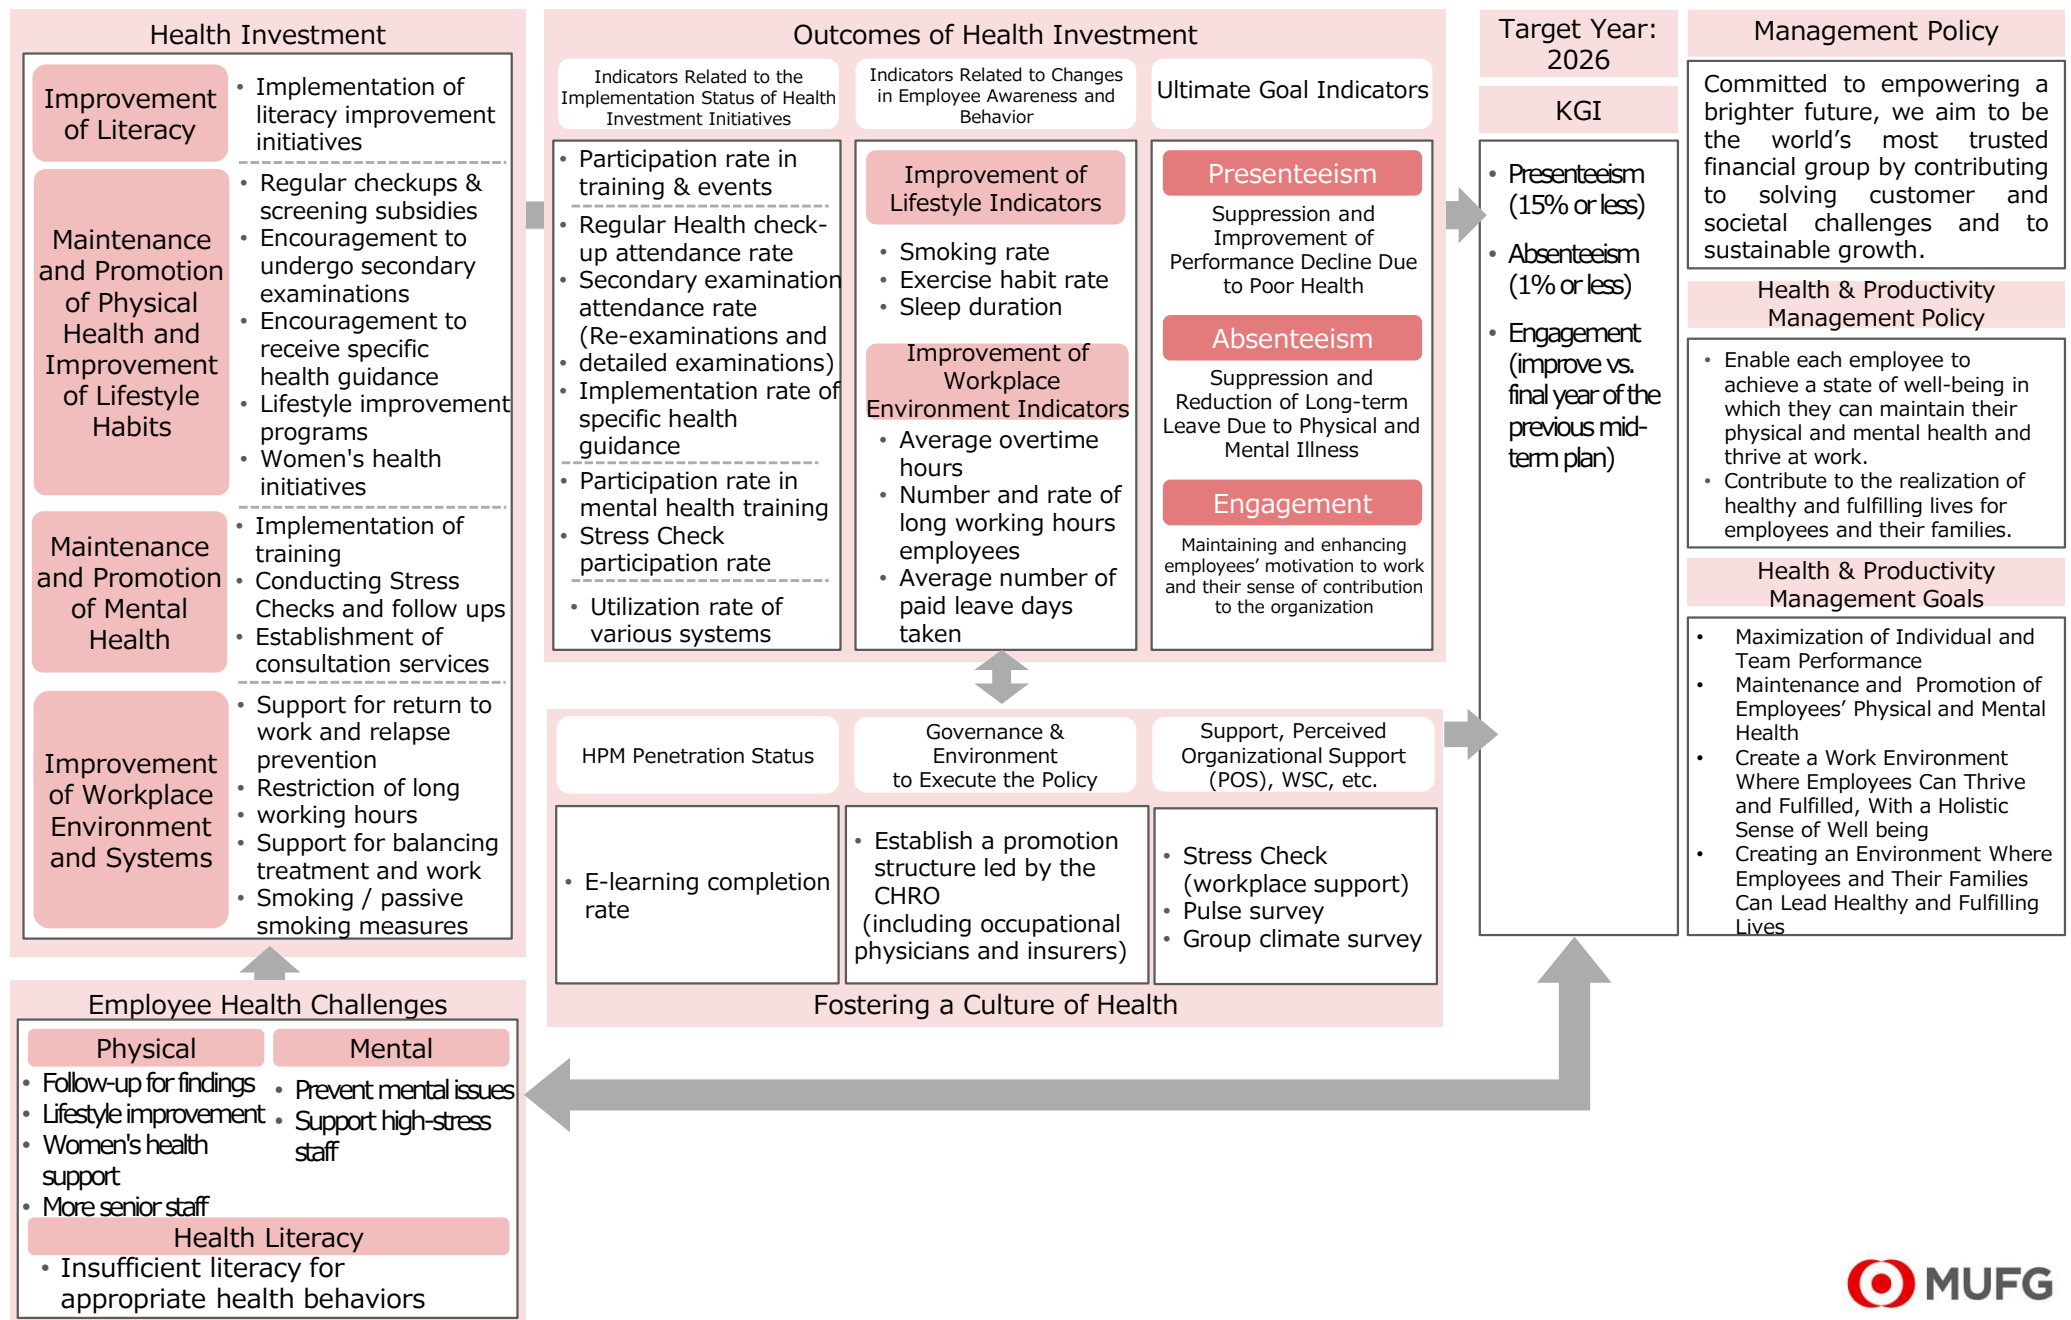 Health Investment
Improvement
of Literacy
• Implementation of
literacy improvement
initiatives
Maintenance
and Promotion
of Physical
Health and
Improvement
of Lifestyle
Habits
• Regular checkups &
screening subsidies
• Encouragement to
undergo secondary
examinations
• Encouragement to
receive specific
health guidance
• Lifestyle improvement
programs
• Women's health
initiatives
Maintenance
and Promotion
of Mental
Health
• Implementation of
training
• Conducting Stress
Checks and follow ups
• Establishment of
consultation services
Improvement
of Workplace
Environment
and Systems
• Support for return to
work and relapse
prevention
• Restriction of long
• working hours
• Support for balancing
treatment and work
• Smoking / passive
smoking measures
Employee Health Challenges
Physical
• Follow-up for findings
• Lifestyle improvement
• Women's health
support
• More senior staff
Mental
• Prevent mental issues
• Support high-stress
staff
Health Literacy
• Insufficient literacy for
appropriate health behaviors
Outcomes of Health Investment
Indicators Related to the
Implementation Status of Health
Investment Initiatives
• Participation rate in
training & events
• Regular Health check-
up attendance rate
• Secondary examination
attendance rate
(Re-examinations and
• detailed examinations)
• Implementation rate of
specific health
guidance
• Participation rate in
mental health training
• Stress Check
participation rate
• Utilization rate of
various systems
Indicators Related to Changes
in Employee Awareness and
Behavior
Improvement of
Lifestyle Indicators
• Smoking rate
• Exercise habit rate
• Sleep duration
Improvement of
Workplace
Environment Indicators
• Average overtime
hours
• Number and rate of
long working hours
employees
• Average number of
paid leave days
taken
Ultimate Goal Indicators
Presenteeism
Suppression and
Improvement of
Performance Decline Due
to Poor Health
Absenteeism
Suppression and
Reduction of Long-term
Leave Due to Physical and
Mental Illness
Engagement
Maintaining and enhancing
employees’ motivation to work
and their sense of contribution
to the organization
HPM Penetration Status
• E-learning completion
rate
Governance &
Environment
to Execute the Policy
• Establish a promotion
structure led by the
CHRO
(including occupational
physicians and insurers)
Support, Perceived
Organizational Support
(POS), WSC, etc.
• Stress Check
(workplace support)
• Pulse survey
• Group climate survey
Fostering a Culture of Health
Target Year:
2026
KGI
• Presenteeism
(15% or less)
• Absenteeism
(1% or less)
• Engagement
(improve vs.
final year of the
previous mid-
term plan)
Management Policy
Committed to empowering a
brighter future, we aim to be
the world’s most trusted
financial group by contributing
to solving customer and
societal challenges and to
sustainable growth.
Health & Productivity
Management Policy
• Enable each employee to
achieve a state of well-being in
which they can maintain their
physical and mental health and
thrive at work.
• Contribute to the realization of
healthy and fulfilling lives for
employees and their families.
Health & Productivity
Management Goals
• Maximization of Individual and
Team Performance
• Maintenance and Promotion of
Employees’ Physical and Mental
Health
• Create a Work Environment
Where Employees Can Thrive
and Fulfilled, With a Holistic
Sense of Well being
• Creating an Environment Where
Employees and Their Families
Can Lead Healthy and Fulfilling
Lives
MUFG